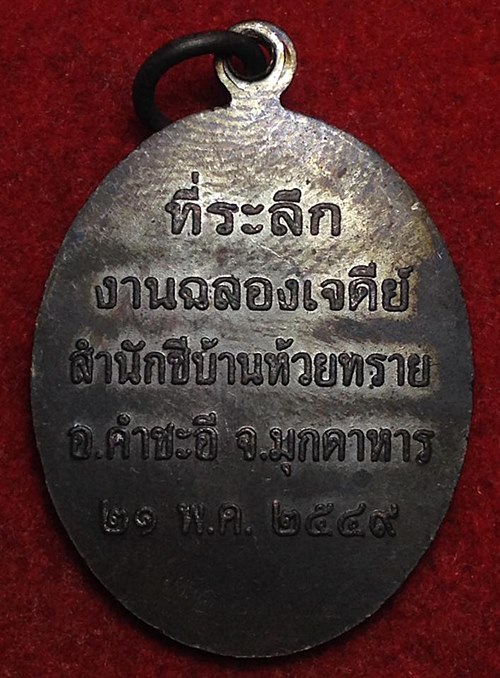 ที่ระลึก
งานฉลองเจดีย์
สำนักชีบ้านห้วยทราย
อ.คำชะอี จ.มุกดาหาร
๒๑ พ.ค. ๒๕๔๙